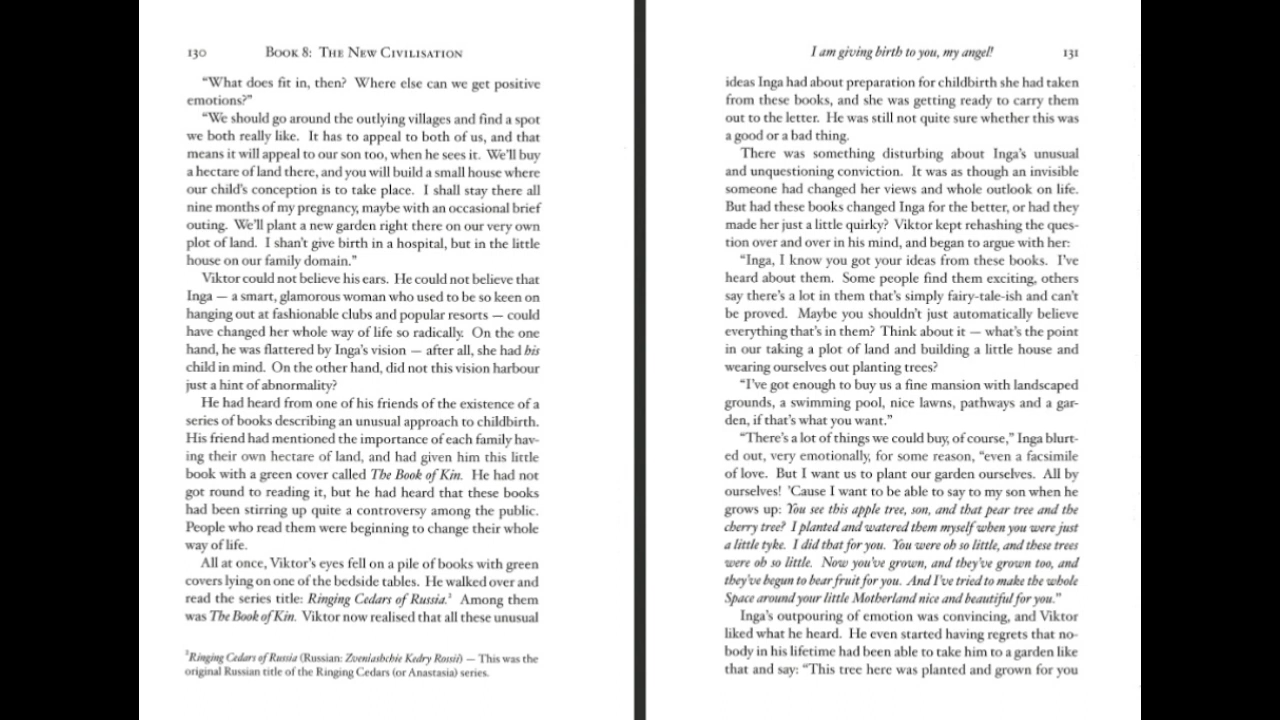 130 BOOK 8: THE NEW CIVILISATION
“What does fit in, then? Where else can we get positive
emotions?”
“We should go around the outlying villages and find a spot
we both really like. It has to appeal to both of us, and that
means it will appeal to our son too, when he sees it. We’ll buy
a hectare of land there, and you will build a small house where
our child’s conception is to take place. I shall stay there all
nine months of my pregnancy, maybe with an occasional brief
outing. We’ll plant a new garden right there on our very own
plot of land. I shan’t give birth in a hospital, but in the little
house on our family domain.”
Viktor could not believe his ears. He could not believe that
Inga — a smart, glamorous woman who used to be so keen on
hanging out at fashionable clubs and popular resorts — could
have changed her whole way of life so radically. On the one
hand, he was flattered by Inga’s vision — after all, she had his
child in mind. On the other hand, did not this vision harbour
just a hint of abnormality?
He had heard from one of his friends of the existence of a
series of books describing an unusual approach to childbirth.
His friend had mentioned the importance of each family hav-
ing their own hectare of land, and had given him this little
book with a green cover called The Book of Kin. He had not
got round to reading it, but he had heard that these books
had been stirring up quite a controversy among the public.
People who read them were beginning to change their whole
way of life.
All at once, Viktor’s eyes fell on a pile of books with green
covers lying on one of the bedside tables. He walked over and
read the series title: Ringing Cedars of Russia.² Among them
was The Book of Kin. Viktor now realised that all these unusual
²Ringing Cedars of Russia (Russian: Zveniashchie Kedry Rossii) — This was the
original Russian title of the Ringing Cedars (or Anastasia) series.
I am giving birth to you, my angel! 131
ideas Inga had about preparation for childbirth she had taken
from these books, and she was getting ready to carry them
out to the letter. He was still not quite sure whether this was
a good or a bad thing.
There was something disturbing about Inga’s unusual
and unquestioning conviction. It was as though an invisible
someone had changed her views and whole outlook on life.
But had these books changed Inga for the better, or had they
made her just a little quirky? Viktor kept rehashing the ques-
tion over and over in his mind, and began to argue with her:
“Inga, I know you got your ideas from these books. I’ve
heard about them. Some people find them exciting, others
say there’s a lot in them that’s simply fairy-tale-ish and can’t
be proved. Maybe you shouldn’t just automatically believe
everything that’s in them? Think about it — what’s the point
in our taking a plot of land and building a little house and
wearing ourselves out planting trees?
“I’ve got enough to buy us a fine mansion with landscaped
grounds, a swimming pool, nice lawns, pathways and a gar-
den, if that’s what you want.”
“There’s a lot of things we could buy, of course,” Inga blurt-
ed out, very emotionally, for some reason, “even a facsimile
of love. But I want us to plant our garden ourselves. All by
ourselves! ’Cause I want to be able to say to my son when he
grows up: You see this apple tree, son, and that pear tree and the
cherry tree? I planted and watered them myself when you were just
a little tyke. I did that for you. You were oh so little, and these trees
were oh so little. Now you’ve grown, and they’ve grown too, and
they’ve begun to bear fruit for you. And I’ve tried to make the whole
Space around your little Motherland nice and beautiful for you.”
Inga’s outpouring of emotion was convincing, and Viktor
liked what he heard. He even started having regrets that no-
body in his lifetime had been able to take him to a garden like
that and say: “This tree here was planted and grown for you